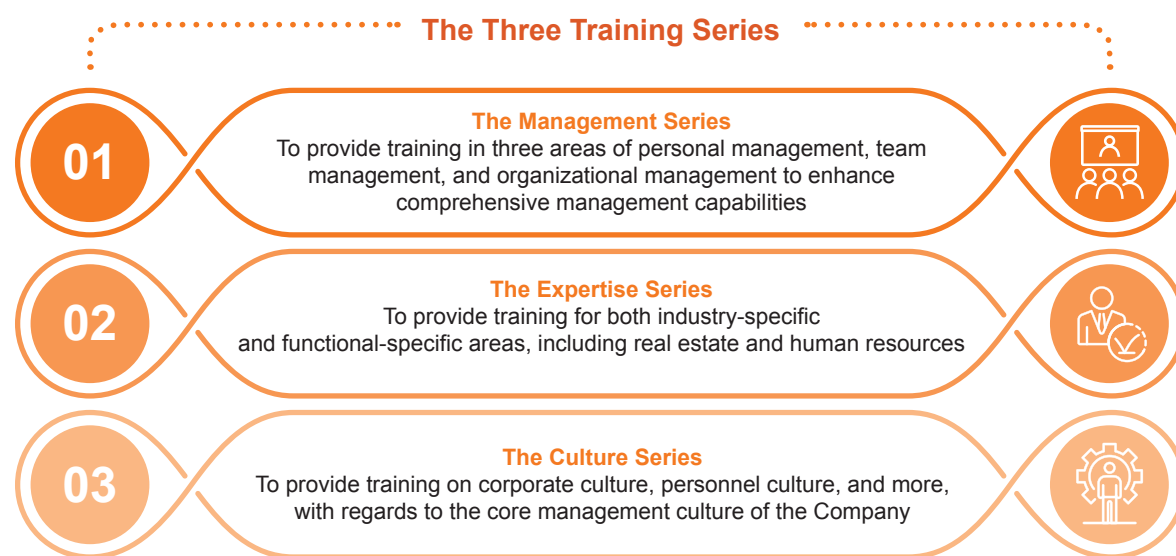 The Three Training Series
01
The Management Series
To provide training in three areas of personal management, team
management, and organizational management to enhance
comprehensive management capabilities
02
The Expertise Series
To provide training for both industry-specific
and functional-specific areas, including real estate and human resources
03
The Culture Series
To provide training on corporate culture, personnel culture, and more,
with regards to the core management culture of the Company